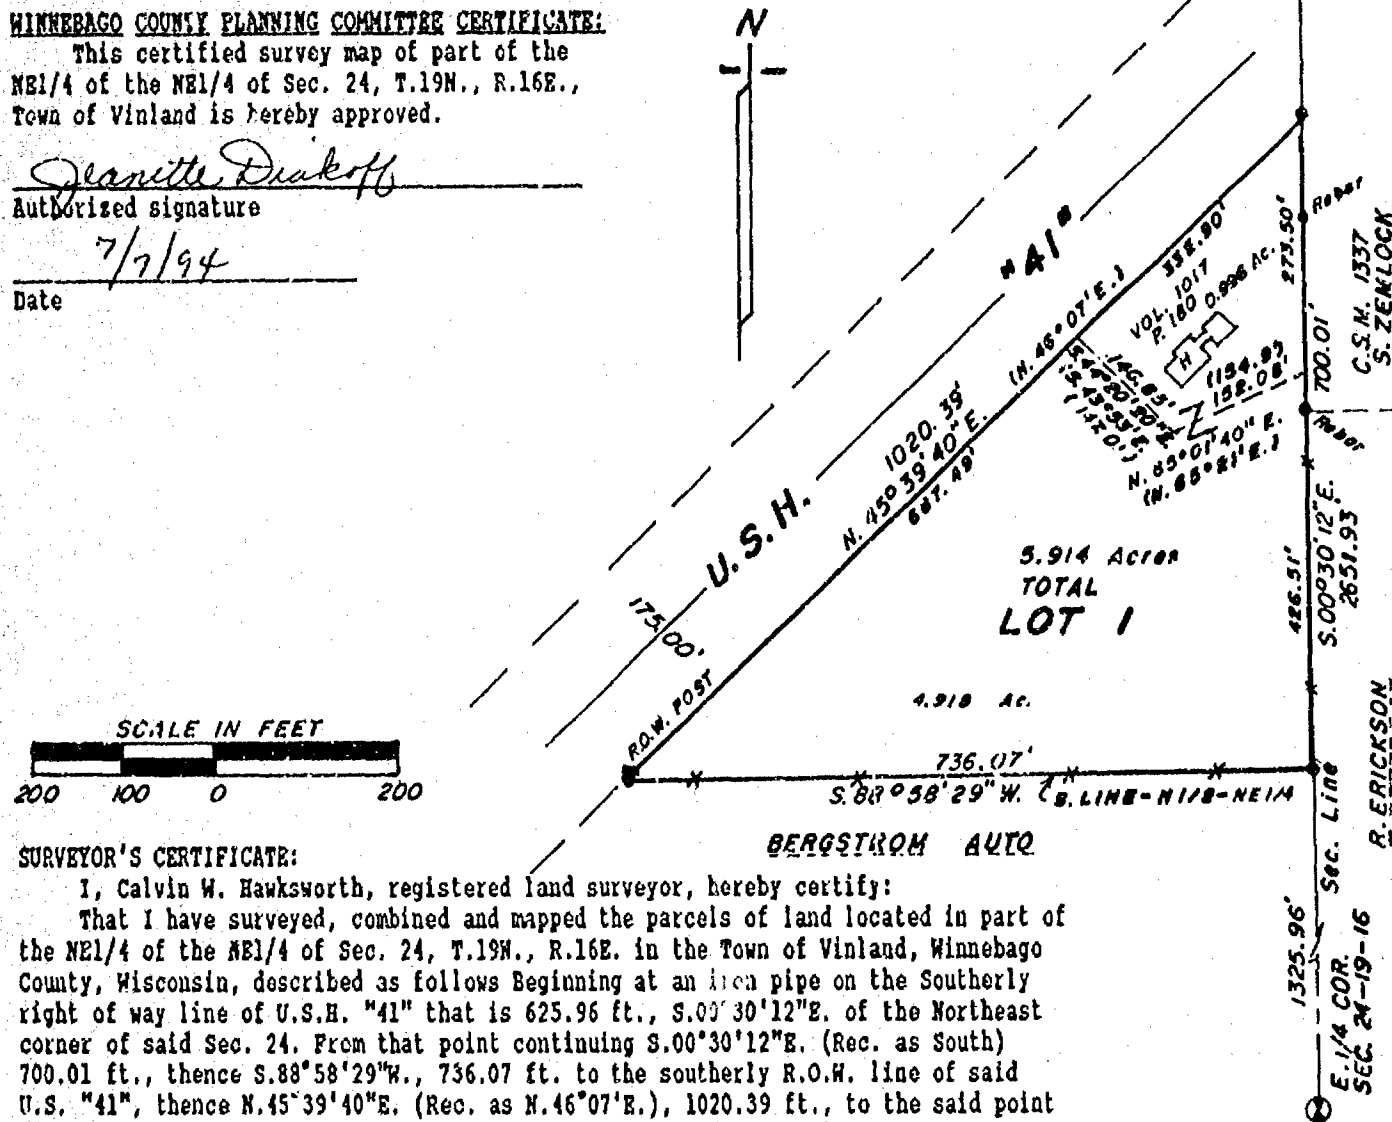 WINNEBAGO COUNTY PLANNING COMMITTEE CERTIFICATE:
This certified survey map of part of the
NE1/4 of the NE1/4 of Sec. 24, T.19N., R.16E.,
Town of Vinland is hereby approved.
Jeanette Diakoff
Authorized signature
7/7/94
Date
N
U.S.H. "41"
175.00'
R.O.W. POST
1020.39'
N. 45°39'40" E.
687.49'
(N. 46°07' E.)
332.90'
VOL. 1017
P. 180 0.996 Ac.
H
146.85'
S 44°20'20" E.
(S. 43°53' E.
(142.0')
(154.9')
152.08'
N. 65°01'40" E.
(N. 65°21' E.)
273.50'
Rebar
C.S.M. 1337
S. ZEMLOCK
700.01'
Rebar
426.51'
S.00°30'12" E.
2651.93
5.914 Acres
TOTAL
LOT 1
4.918 Ac.
736.07'
S.88°58'29" W.
S. LINE-N1/2-NE1/4
BERGSTROM AUTO
R. ERICKSON
Sec. Line
1325.96'
E. 1/4 COR.
SEC. 24-19-16
SCALE IN FEET
200 100 0 200
SURVEYOR'S CERTIFICATE:
I, Calvin W. Hawksworth, registered land surveyor, hereby certify:
That I have surveyed, combined and mapped the parcels of land located in part of
the NE1/4 of the NE1/4 of Sec. 24, T.19N., R.16E. in the Town of Vinland, Winnebago
County, Wisconsin, described as follows Beginning at an iron pipe on the Southerly
right of way line of U.S.H. "41" that is 625.96 ft., S.00°30'12"E. of the Northeast
corner of said Sec. 24. From that point continuing S.00°30'12"E. (Rec. as South)
700.01 ft., thence S.88°58'29"W., 736.07 ft. to the southerly R.O.W. line of said
U.S. "41", thence N.45°39'40"E. (Rec. as N.46°07'E.), 1020.39 ft., to the said point